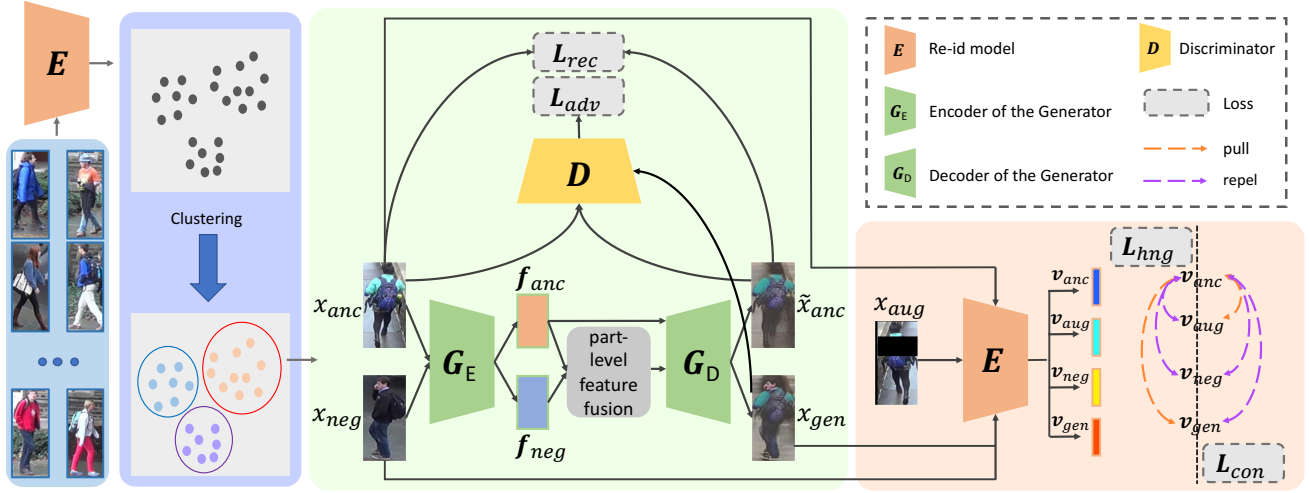 E
Clustering
L_rec
L_adv
D
x_anc
x_neg
G_E
f_anc
f_neg
part-
level
feature
fusion
G_D
x̃_anc
x_gen
E Re-id model
G_E Encoder of the Generator
G_D Decoder of the Generator
D Discriminator
Loss
pull
repel
x_aug
E
v_anc
v_aug
v_neg
v_gen
L_hng
v_anc
v_aug
v_neg
v_gen
L_con